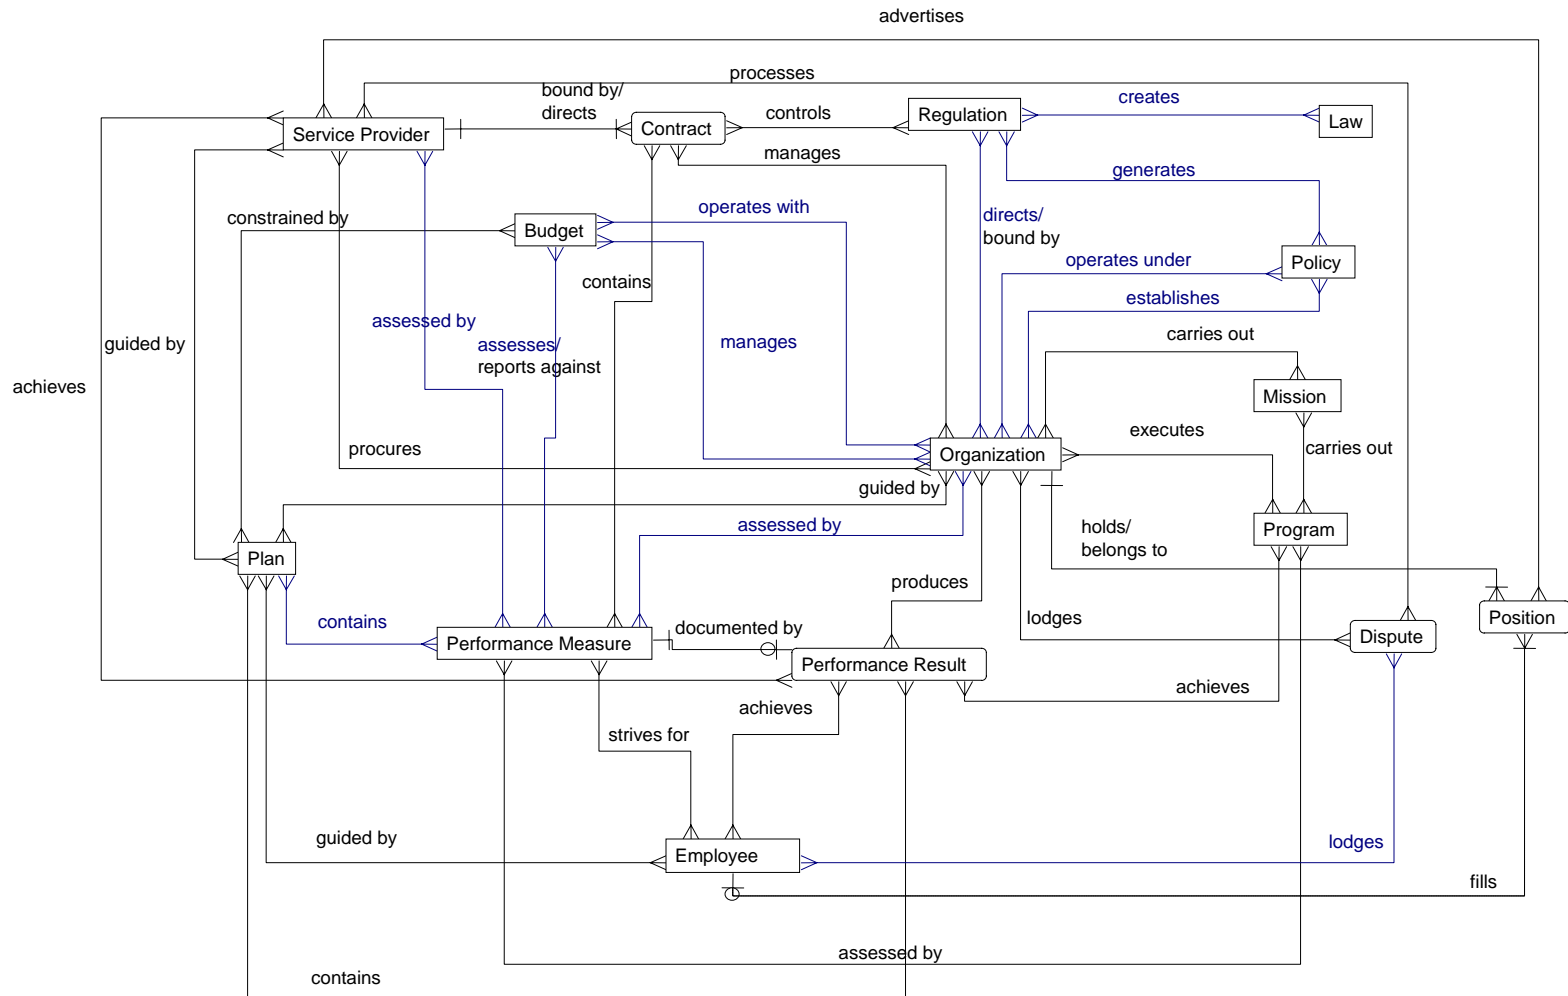 advertises
processes
bound by/
directs
controls
creates
Service Provider
Contract
Regulation
Law
manages
generates
constrained by
Budget
operates with
directs/
bound by
contains
operates under
Policy
establishes
assessed by
guided by
assesses/
reports against
manages
carries out
achieves
Mission
procures
executes
Organization
carries out
guided by
assessed by
holds/
belongs to
Program
Plan
produces
contains
documented by
lodges
Position
Performance Measure
Performance Result
Dispute
achieves
achieves
strives for
guided by
Employee
lodges
fills
assessed by
contains